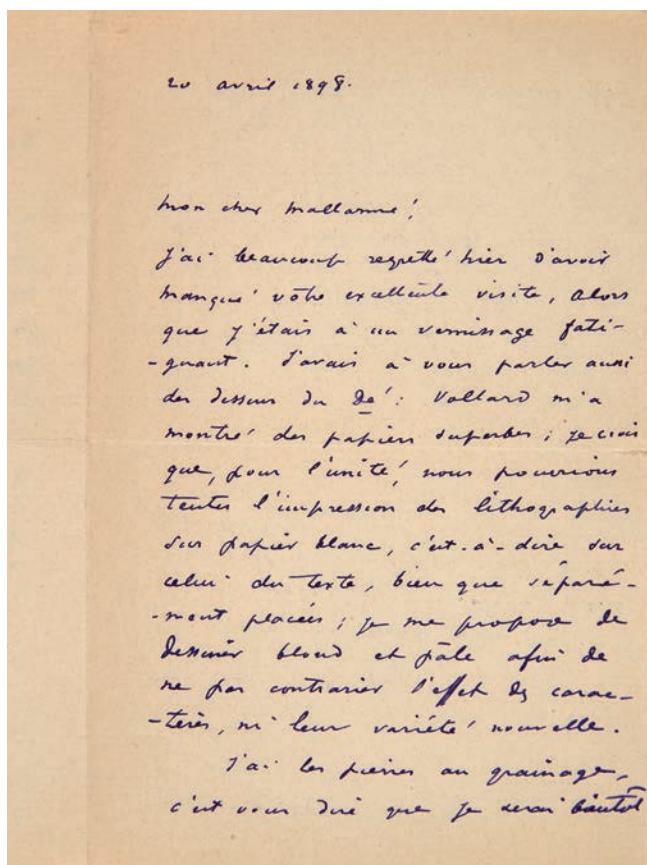 20 avril 1898.
Mon cher Mallarmé,
J'ai beaucoup regretté hier d'avoir
manqué votre excellente visite, alors
que j'étais à un vernissage fati-
-guant. J'avais à vous parler aussi
des dessins du Dé : Vollard m'a
montré des papiers superbes ; je crois
que, pour l'unité, nous pourrions
tenter l'impression des lithographies
sur papier blanc, c'est-à-dire sur
celui du texte, bien que séparé-
-ment placées ; je me propose de
dessiner blond et pâle afin de
ne pas contrarier l'effet des carac-
-tères, ni leur variété nouvelle.
J'ai les pierres au grainage,
c'est vous dire que je serai bientôt